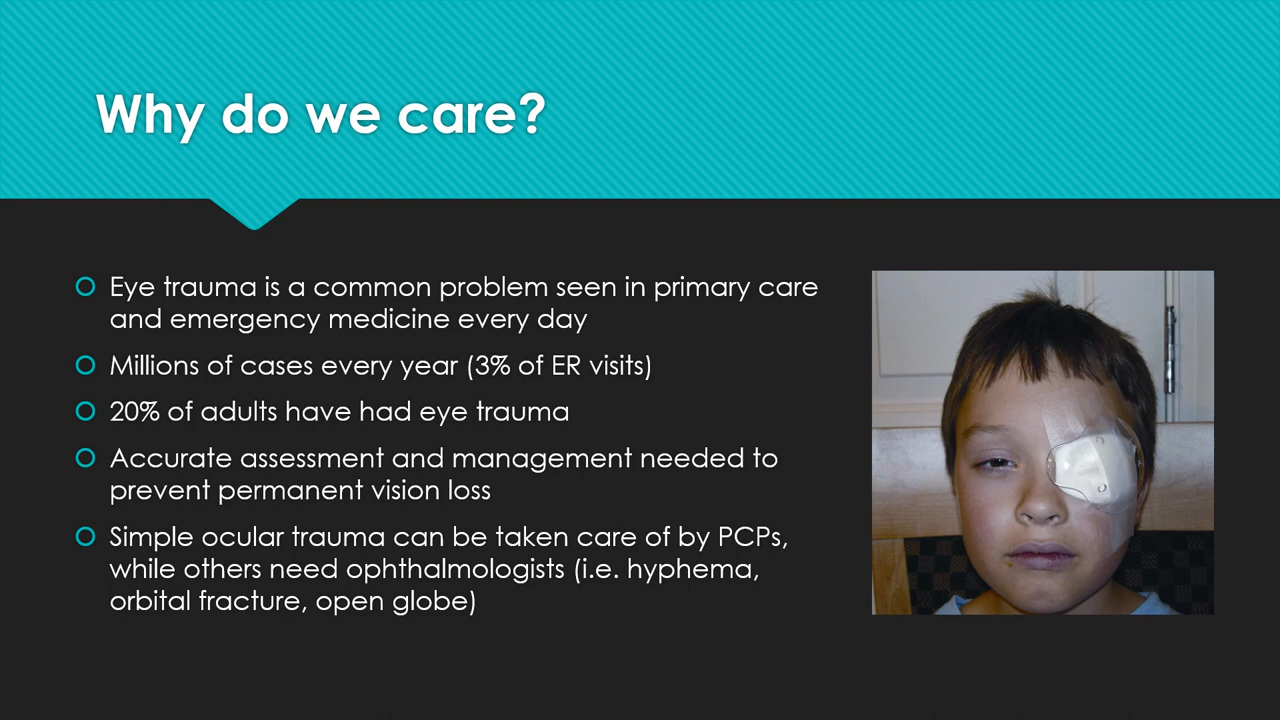 Why do we care?
Eye trauma is a common problem seen in primary care
and emergency medicine every day
Millions of cases every year (3% of ER visits)
20% of adults have had eye trauma
Accurate assessment and management needed to
prevent permanent vision loss
Simple ocular trauma can be taken care of by PCPs,
while others need ophthalmologists (i.e. hyphema,
orbital fracture, open globe)